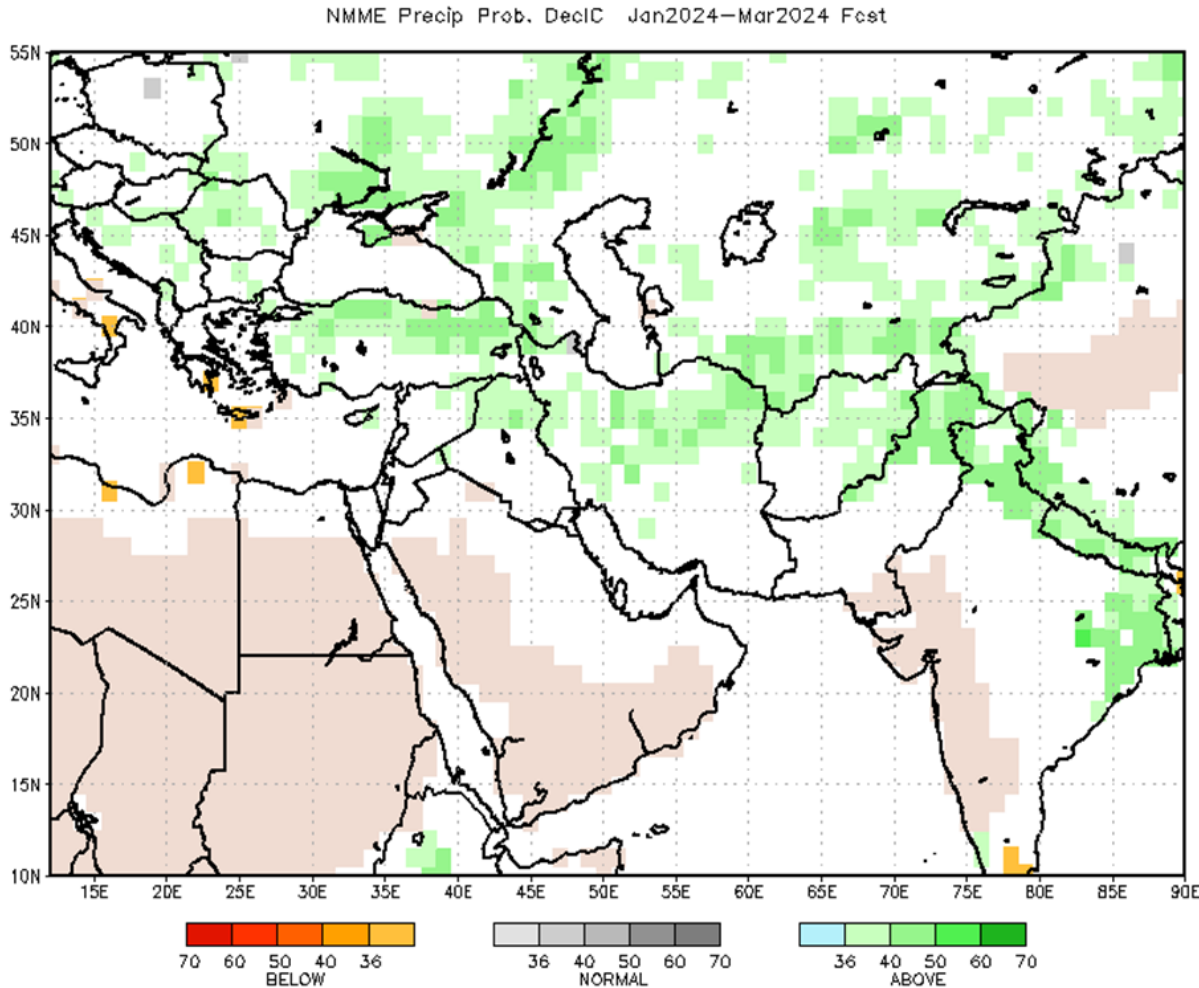 NMME Precip Prob. DecIC Jan2024–Mar2024 Fcst
55N
50N
45N
40N
35N
30N
25N
20N
15N
10N
15E 20E 25E 30E 35E 40E 45E 50E 55E 60E 65E 70E 75E 80E 85E 90E
70 60 50 40 36 36 40 50 60 70 36 40 50 60 70
BELOW NORMAL ABOVE